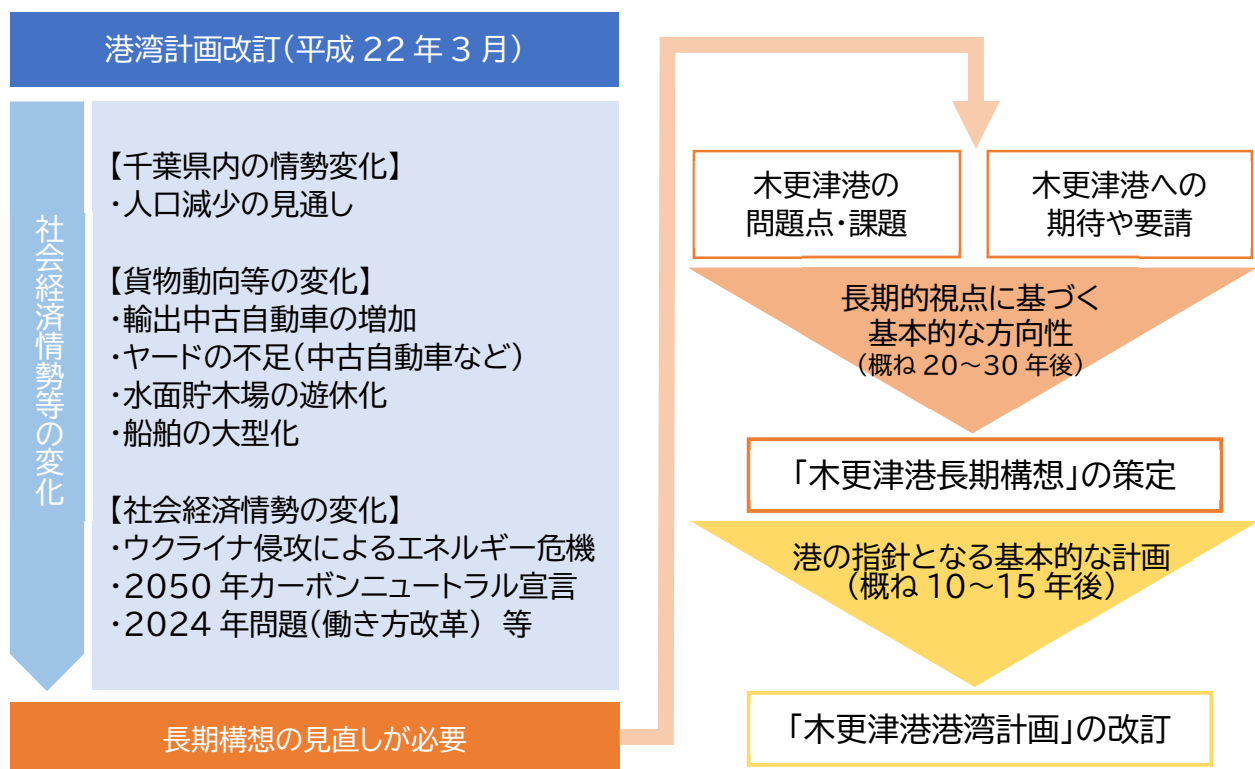 港湾計画改訂(平成 22 年 3 月)
社会経済情勢等の変化
【千葉県内の情勢変化】
・人口減少の見通し
【貨物動向等の変化】
・輸出中古自動車の増加
・ヤードの不足(中古自動車など)
・水面貯木場の遊休化
・船舶の大型化
【社会経済情勢の変化】
・ウクライナ侵攻によるエネルギー危機
・2050 年カーボンニュートラル宣言
・2024 年問題(働き方改革) 等
長期構想の見直しが必要
木更津港の
問題点・課題
木更津港への
期待や要請
長期的視点に基づく
基本的な方向性
(概ね 20~30 年後)
「木更津港長期構想」の策定
港の指針となる基本的な計画
(概ね 10~15 年後)
「木更津港港湾計画」の改訂